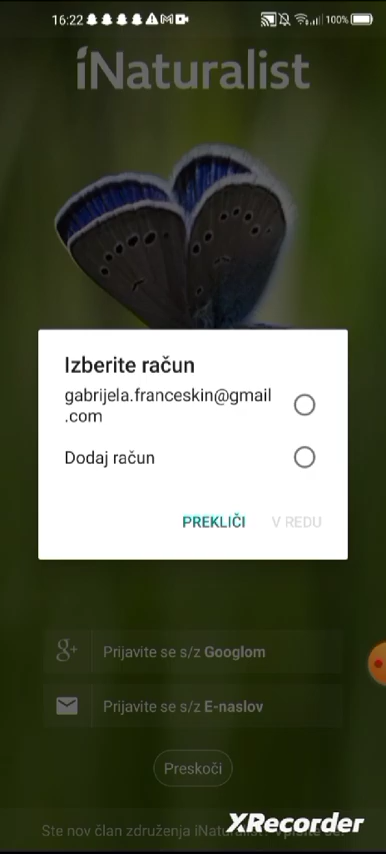 16:22
100%
iNaturalist
Izberite račun
gabrijela.franceskin@gmail
.com
Dodaj račun
PREKLIČI
V REDU
g+ Prijavite se s/z Googlom
Prijavite se s/z E-naslov
Preskoči
Ste nov član združenja iNaturalist?
XRecorder